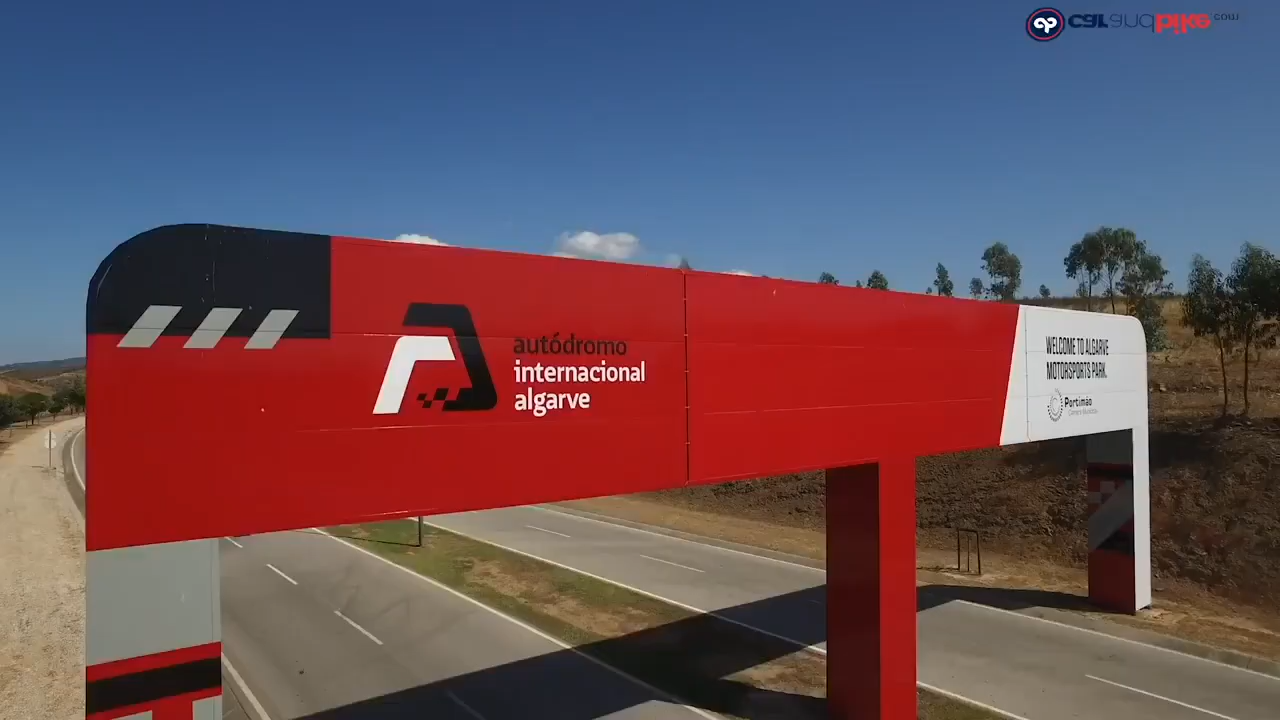 autódromo
internacional
algarve
WELCOME TO ALGARVE
MOTORSPORTS PARK.
Portimão